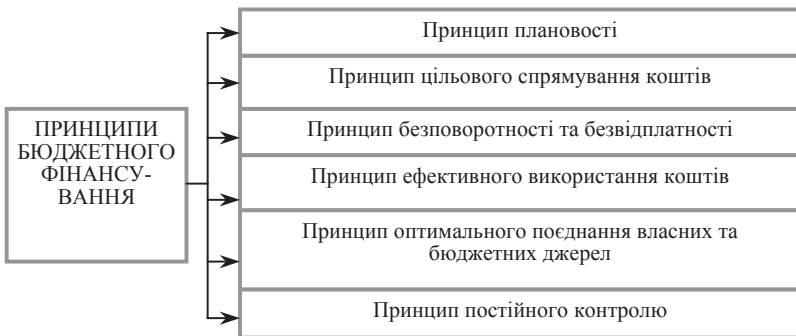 ПРИНЦИПИ
БЮДЖЕТНОГО
ФІНАНСУ-
ВАННЯ
Принцип плановості
Принцип цільового спрямування коштів
Принцип безповоротності та безвідплатності
Принцип ефективного використання коштів
Принцип оптимального поєднання власних та
бюджетних джерел
Принцип постійного контролю